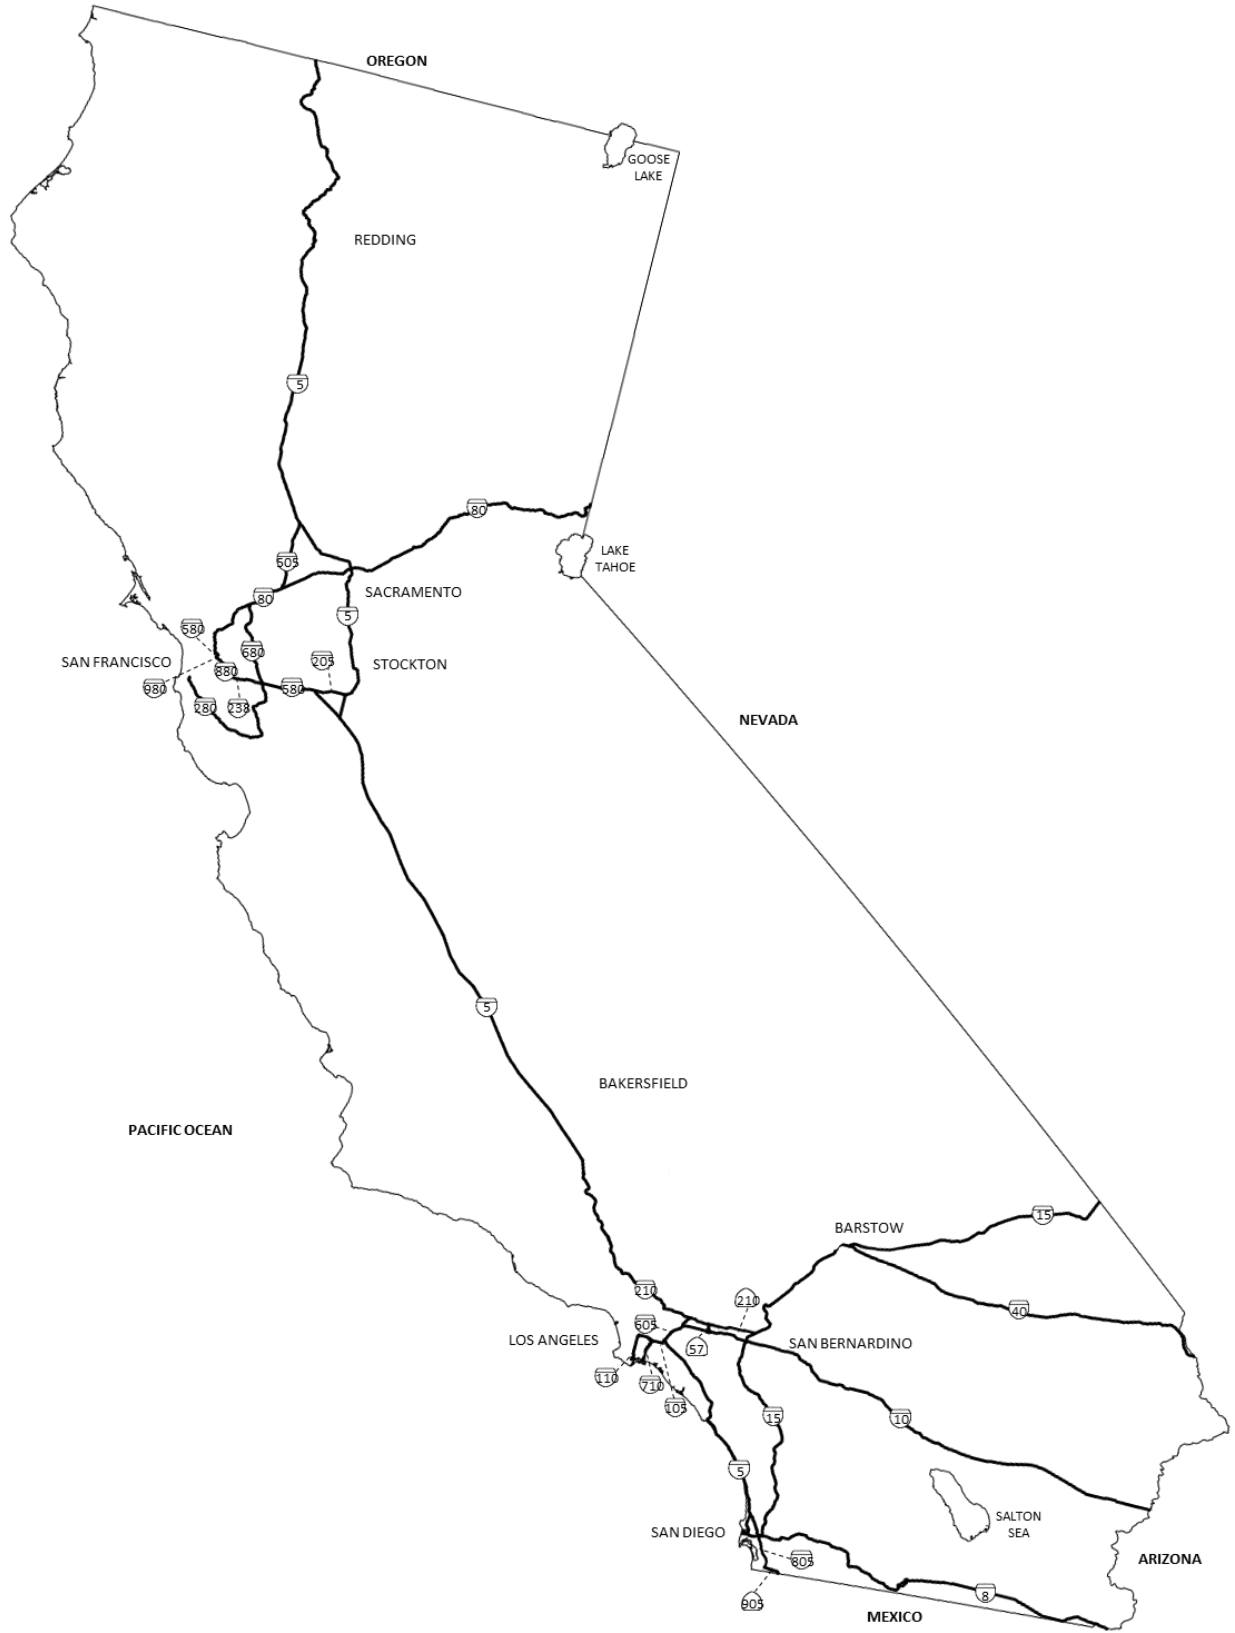 OREGON
GOOSE
LAKE
REDDING
5
80
LAKE
TAHOE
505
SACRAMENTO
80
5
580
680
205
SAN FRANCISCO
STOCKTON
880
980
580
280
238
NEVADA
5
BAKERSFIELD
PACIFIC OCEAN
15
BARSTOW
210
210
40
605
LOS ANGELES
57
SAN BERNARDINO
110
710
105
15
10
5
SALTON
SEA
SAN DIEGO
805
ARIZONA
8
905
MEXICO